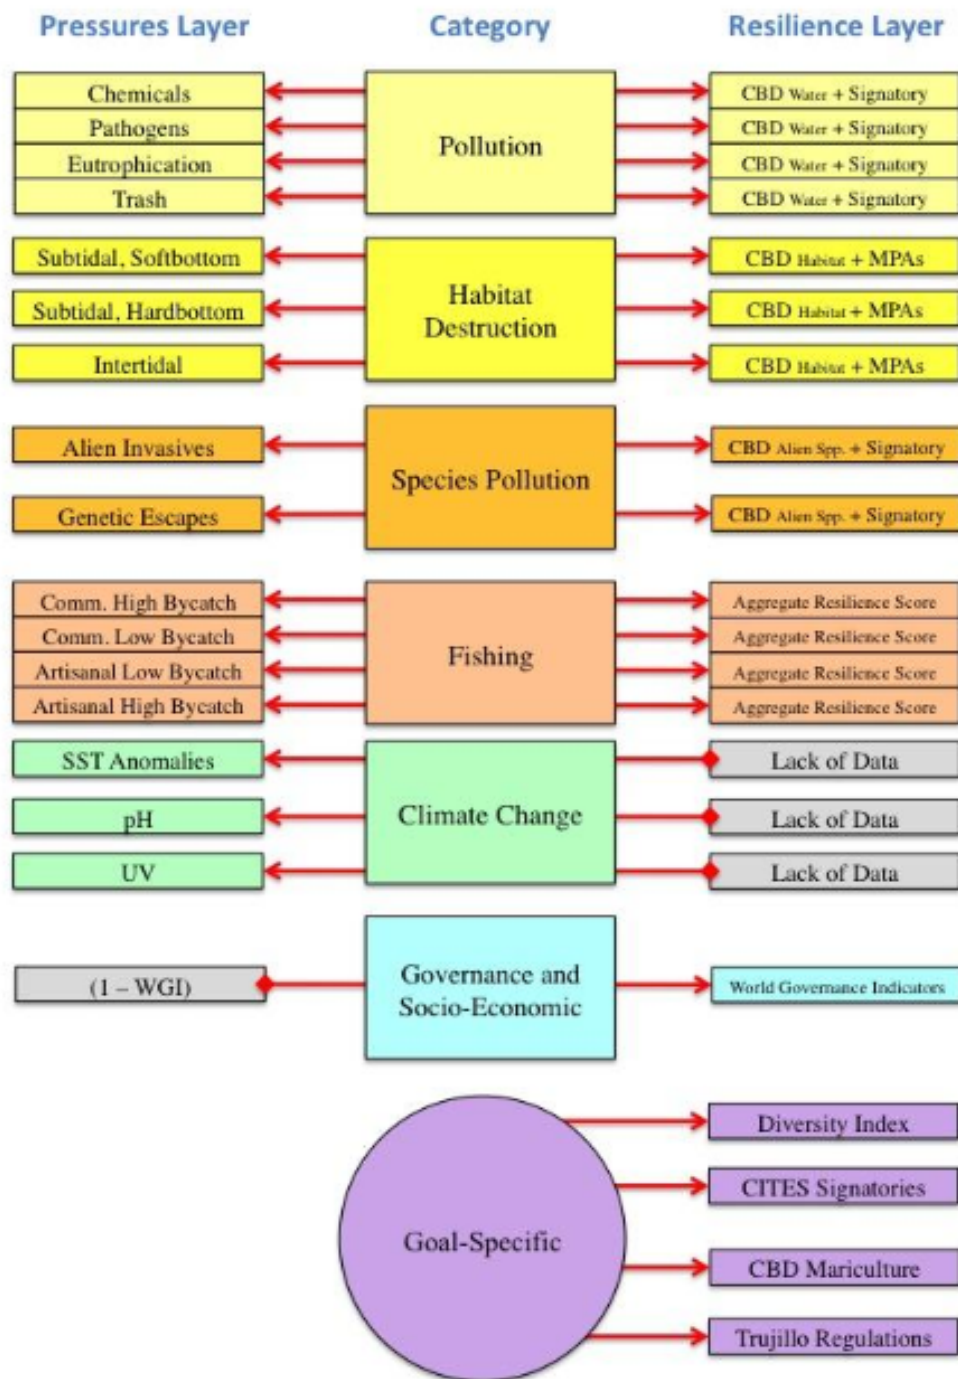 Pressures Layer Category Resilience Layer
Chemicals
Pathogens
Eutrophication
Trash
Pollution
CBD Water + Signatory
CBD Water + Signatory
CBD Water + Signatory
CBD Water + Signatory
Subtidal, Softbottom
Subtidal, Hardbottom
Intertidal
Habitat
Destruction
CBD Habitat + MPAs
CBD Habitat + MPAs
CBD Habitat + MPAs
Alien Invasives
Genetic Escapes
Species Pollution
CBD Alien Spp. + Signatory
CBD Alien Spp. + Signatory
Comm. High Bycatch
Comm. Low Bycatch
Artisanal Low Bycatch
Artisanal High Bycatch
Fishing
Aggregate Resilience Score
Aggregate Resilience Score
Aggregate Resilience Score
Aggregate Resilience Score
SST Anomalies
pH
UV
Climate Change
Lack of Data
Lack of Data
Lack of Data
(1 – WGI)
Governance and
Socio-Economic
World Governance Indicators
Goal-Specific
Diversity Index
CITES Signatories
CBD Mariculture
Trujillo Regulations